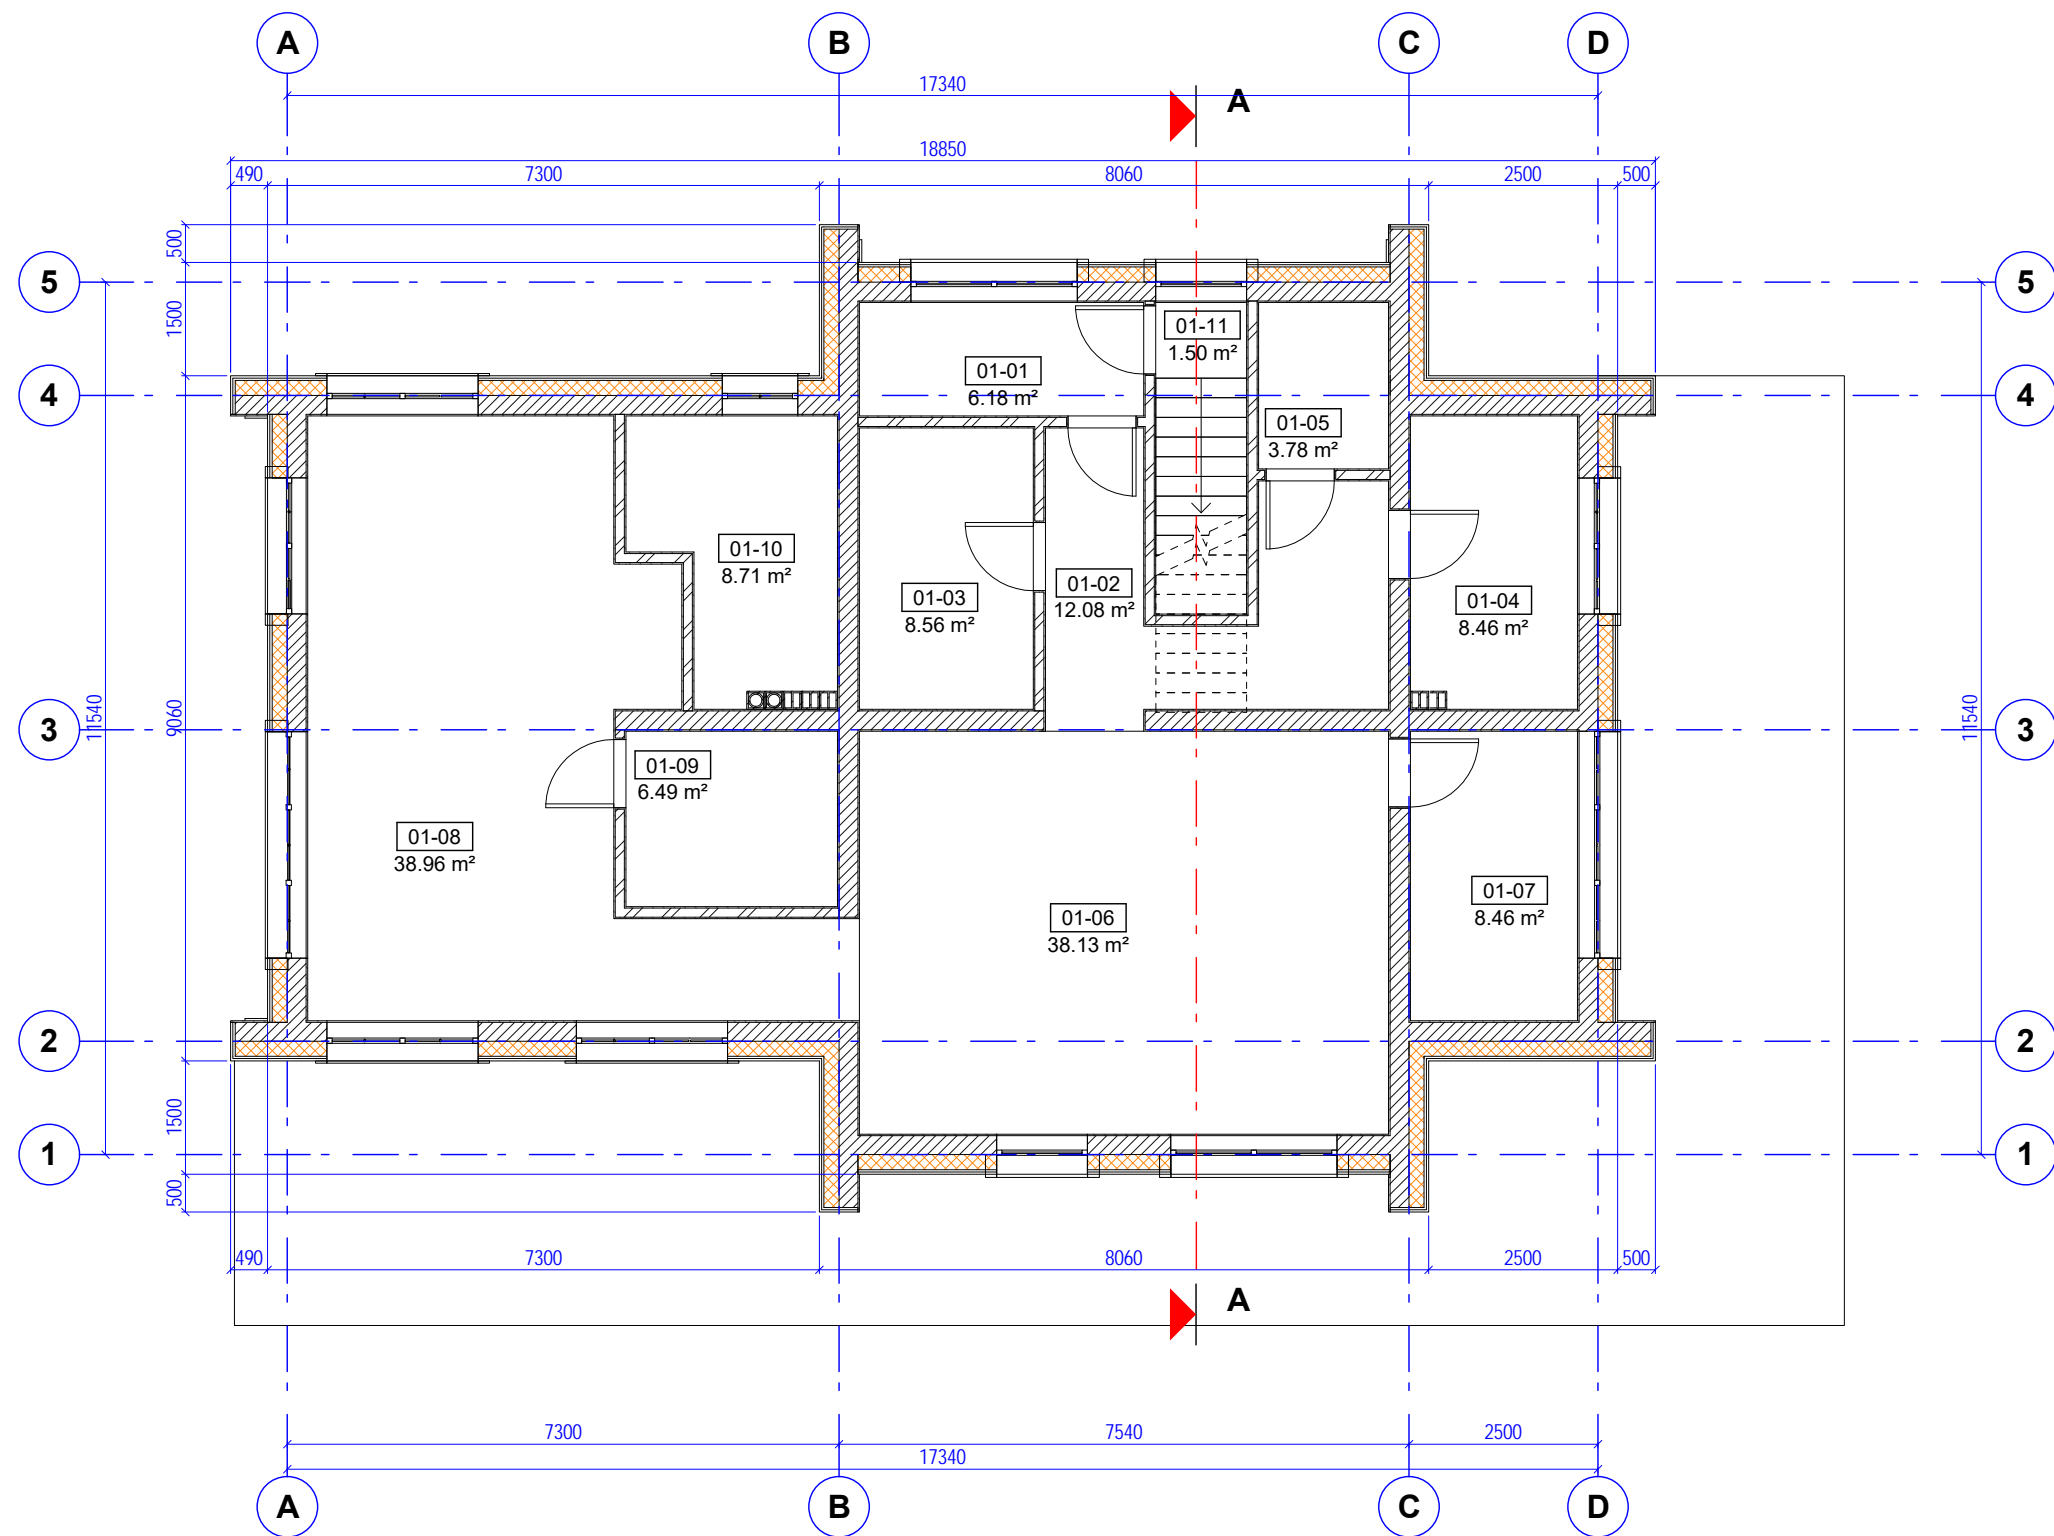 A B C D
17340
A
18850
490 7300 8060 2500 500
500
5 5
1500
01-11
1.50 m²
01-01
6.18 m²
4 4
01-05
3.78 m²
01-10
8.71 m²
01-02
12.08 m²
01-03
8.56 m²
01-04
8.46 m²
11540 9060 11540
3 3
01-09
6.49 m²
01-08
38.96 m²
01-07
8.46 m²
01-06
38.13 m²
2 2
1500
1 1
500
490 7300 8060 2500 500
A
7300 7540 2500
17340
A B C D